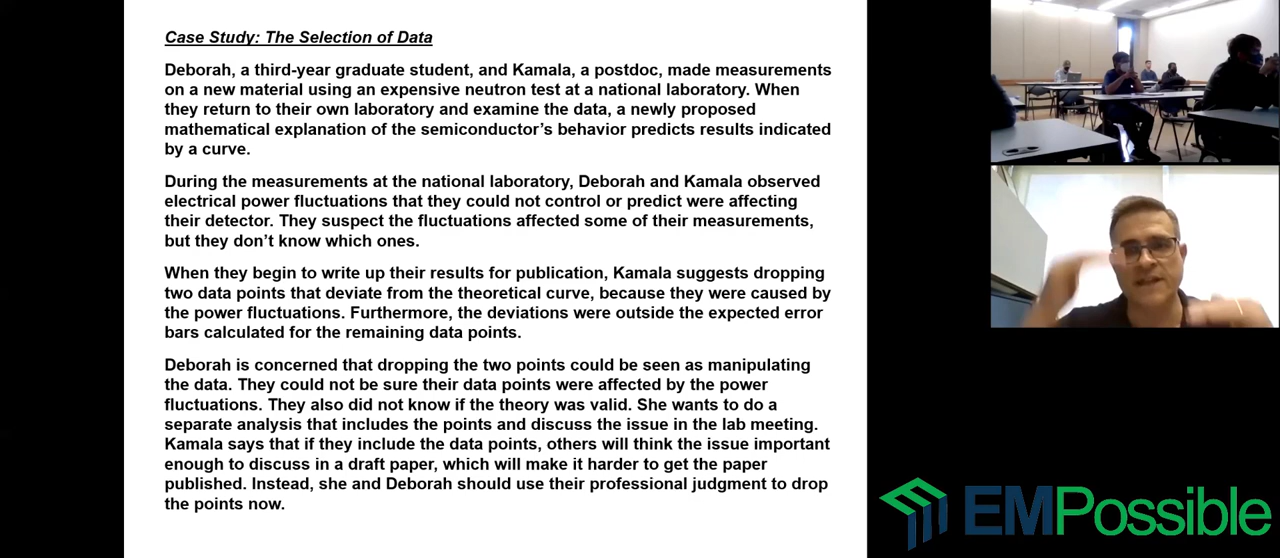 Case Study: The Selection of Data
Deborah, a third-year graduate student, and Kamala, a postdoc, made measurements
on a new material using an expensive neutron test at a national laboratory. When
they return to their own laboratory and examine the data, a newly proposed
mathematical explanation of the semiconductor's behavior predicts results indicated
by a curve.
During the measurements at the national laboratory, Deborah and Kamala observed
electrical power fluctuations that they could not control or predict were affecting
their detector. They suspect the fluctuations affected some of their measurements,
but they don't know which ones.
When they begin to write up their results for publication, Kamala suggests dropping
two data points that deviate from the theoretical curve, because they were caused by
the power fluctuations. Furthermore, the deviations were outside the expected error
bars calculated for the remaining data points.
Deborah is concerned that dropping the two points could be seen as manipulating
the data. They could not be sure their data points were affected by the power
fluctuations. They also did not know if the theory was valid. She wants to do a
separate analysis that includes the points and discuss the issue in the lab meeting.
Kamala says that if they include the data points, others will think the issue important
enough to discuss in a draft paper, which will make it harder to get the paper
published. Instead, she and Deborah should use their professional judgment to drop
the points now.
EMPossible